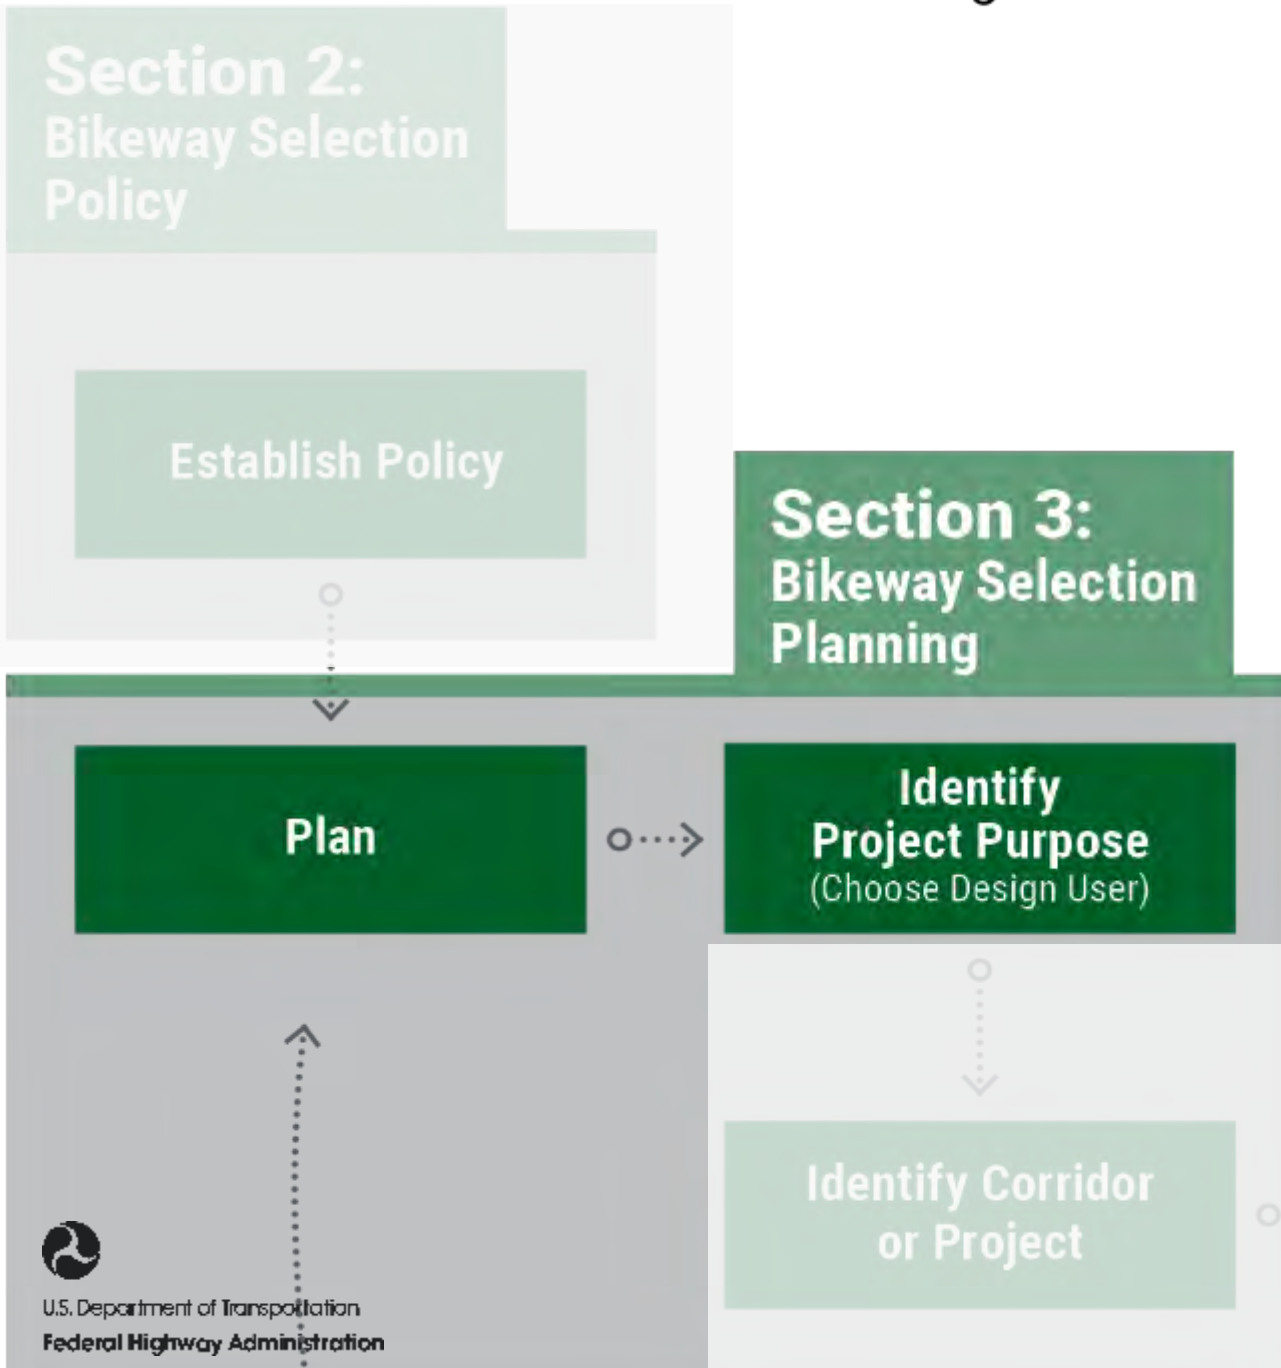 Section 2:
Bikeway Selection
Policy
Establish Policy
Section 3:
Bikeway Selection
Planning
Plan
Identify
Project Purpose
(Choose Design User)
Identify Corridor
or Project
U.S. Department of Transportation
Federal Highway Administration